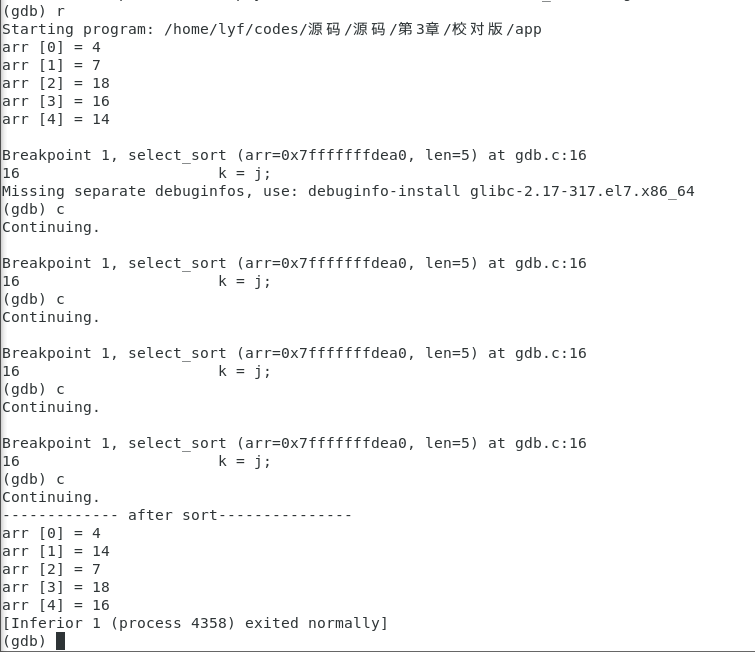 (gdb) r
Starting program: /home/lyf/codes/源码/源码/第3章/校对版/app
arr [0] = 4
arr [1] = 7
arr [2] = 18
arr [3] = 16
arr [4] = 14
Breakpoint 1, select_sort (arr=0x7fffffffdea0, len=5) at gdb.c:16
16                      k = j;
Missing separate debuginfos, use: debuginfo-install glibc-2.17-317.el7.x86_64
(gdb) c
Continuing.
Breakpoint 1, select_sort (arr=0x7fffffffdea0, len=5) at gdb.c:16
16                      k = j;
(gdb) c
Continuing.
Breakpoint 1, select_sort (arr=0x7fffffffdea0, len=5) at gdb.c:16
16                      k = j;
(gdb) c
Continuing.
Breakpoint 1, select_sort (arr=0x7fffffffdea0, len=5) at gdb.c:16
16                      k = j;
(gdb) c
Continuing.
------------- after sort---------------
arr [0] = 4
arr [1] = 14
arr [2] = 7
arr [3] = 18
arr [4] = 16
[Inferior 1 (process 4358) exited normally]
(gdb)